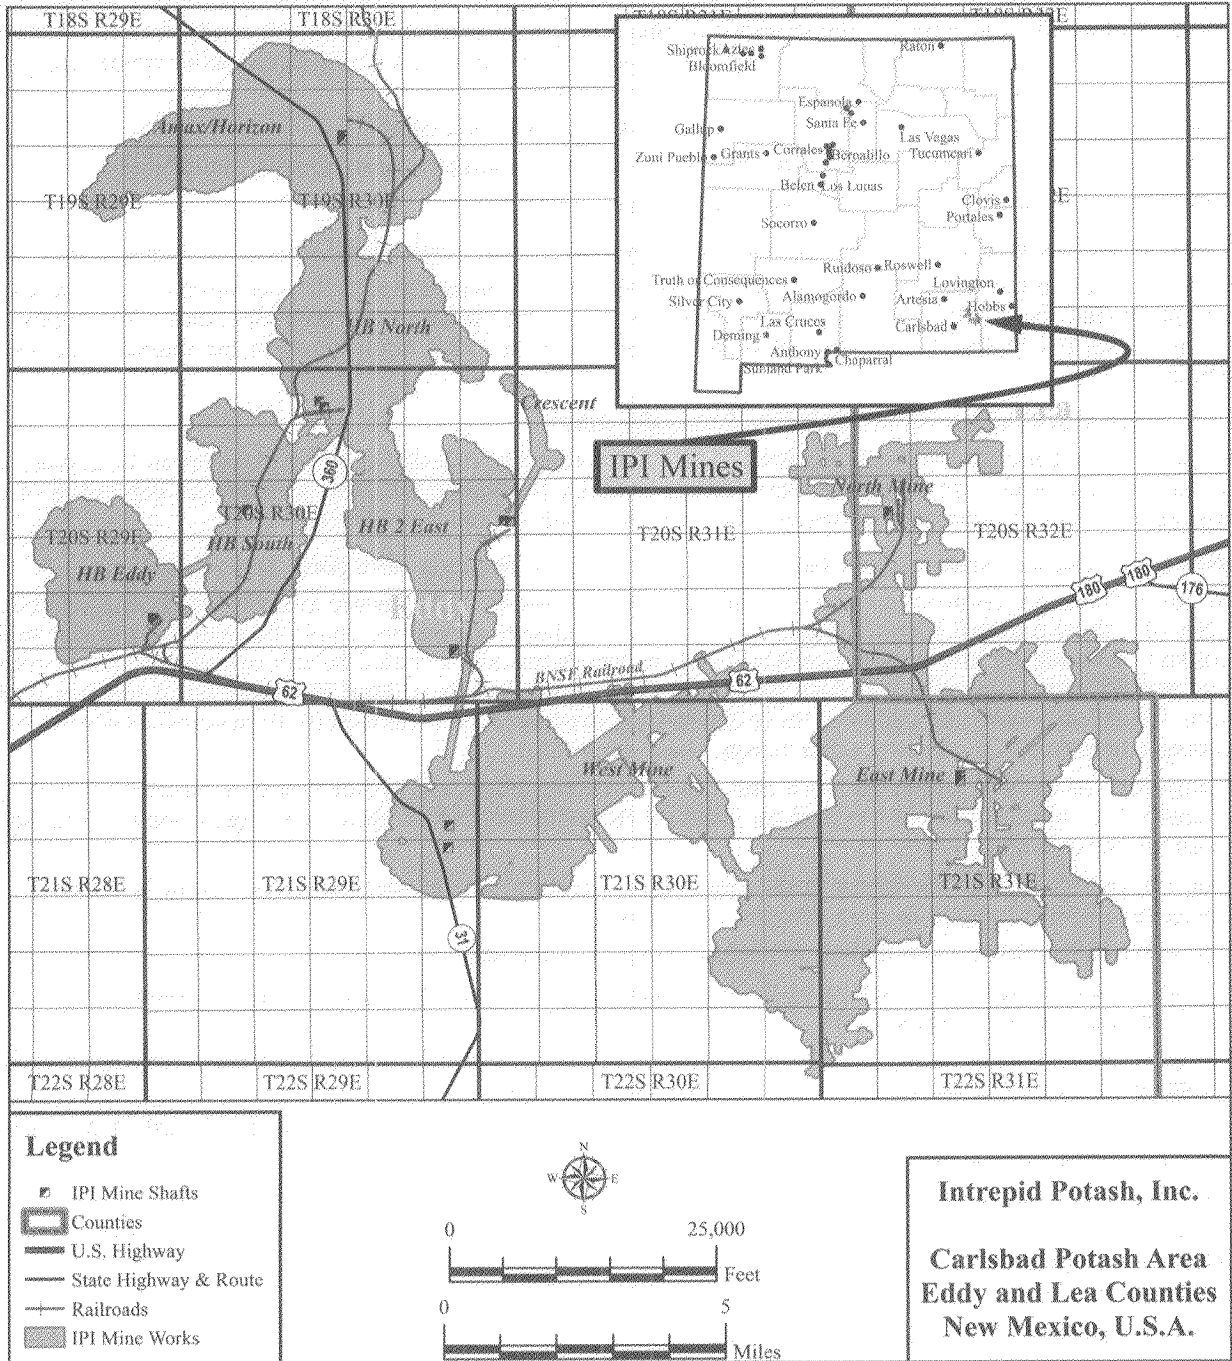 T18S R29E
T18S R30E
Shiprock
Aztec
Bloomfield
Raton
Espanola
Santa Fe
Gallup
Las Vegas
Zuni Pueblo
Grants
Corrales
Bernalillo
Tucumcari
Belen
Los Lunas
Clovis
Portales
Socorro
Ruidoso
Roswell
Truth or Consequences
Lovington
Silver City
Alamogordo
Artesia
Hobbs
Las Cruces
Carlsbad
Deming
Anthony
Chaparral
Sunland Park
Amax/Horizon
T19S R29E
T19S R30E
HB North
Crescent
Lea
IPI Mines
360
North Mine
T20S R30E
HB 2 East
T20S R29E
HB South
T20S R31E
T20S R32E
HB Eddy
180
180
176
Eddy
BNSF Railroad
62
62
West Mine
East Mine
T21S R28E
T21S R29E
T21S R30E
T21S R31E
31
T22S R28E
T22S R29E
T22S R30E
T22S R31E
Legend
IPI Mine Shafts
Counties
U.S. Highway
State Highway & Route
Railroads
IPI Mine Works
N
W
E
S
0
25,000
Feet
0
5
Miles
Intrepid Potash, Inc.
Carlsbad Potash Area
Eddy and Lea Counties
New Mexico, U.S.A.